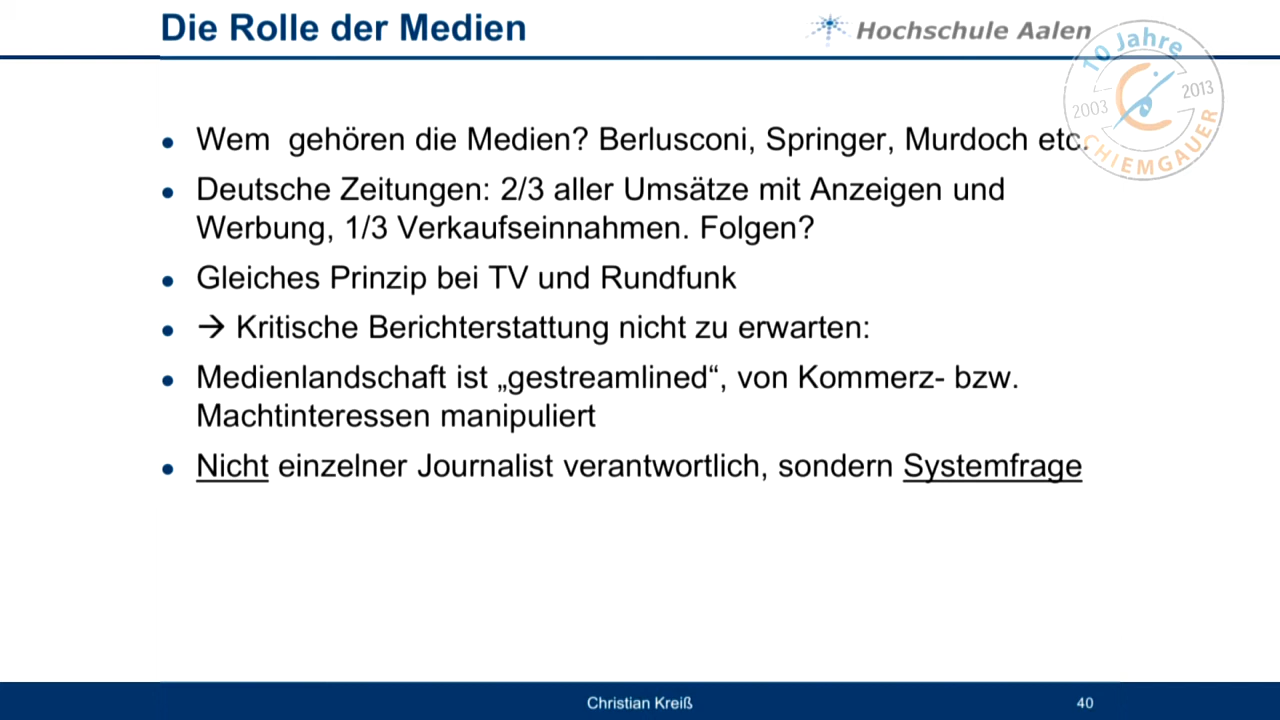 Die Rolle der Medien
Hochschule Aalen
10 Jahre
2003
2013
CHIEMGAUER
• Wem gehören die Medien? Berlusconi, Springer, Murdoch etc.
• Deutsche Zeitungen: 2/3 aller Umsätze mit Anzeigen und
Werbung, 1/3 Verkaufseinnahmen. Folgen?
• Gleiches Prinzip bei TV und Rundfunk
• → Kritische Berichterstattung nicht zu erwarten:
• Medienlandschaft ist „gestreamlined“, von Kommerz- bzw.
Machtinteressen manipuliert
• Nicht einzelner Journalist verantwortlich, sondern Systemfrage
Christian Kreiß
40